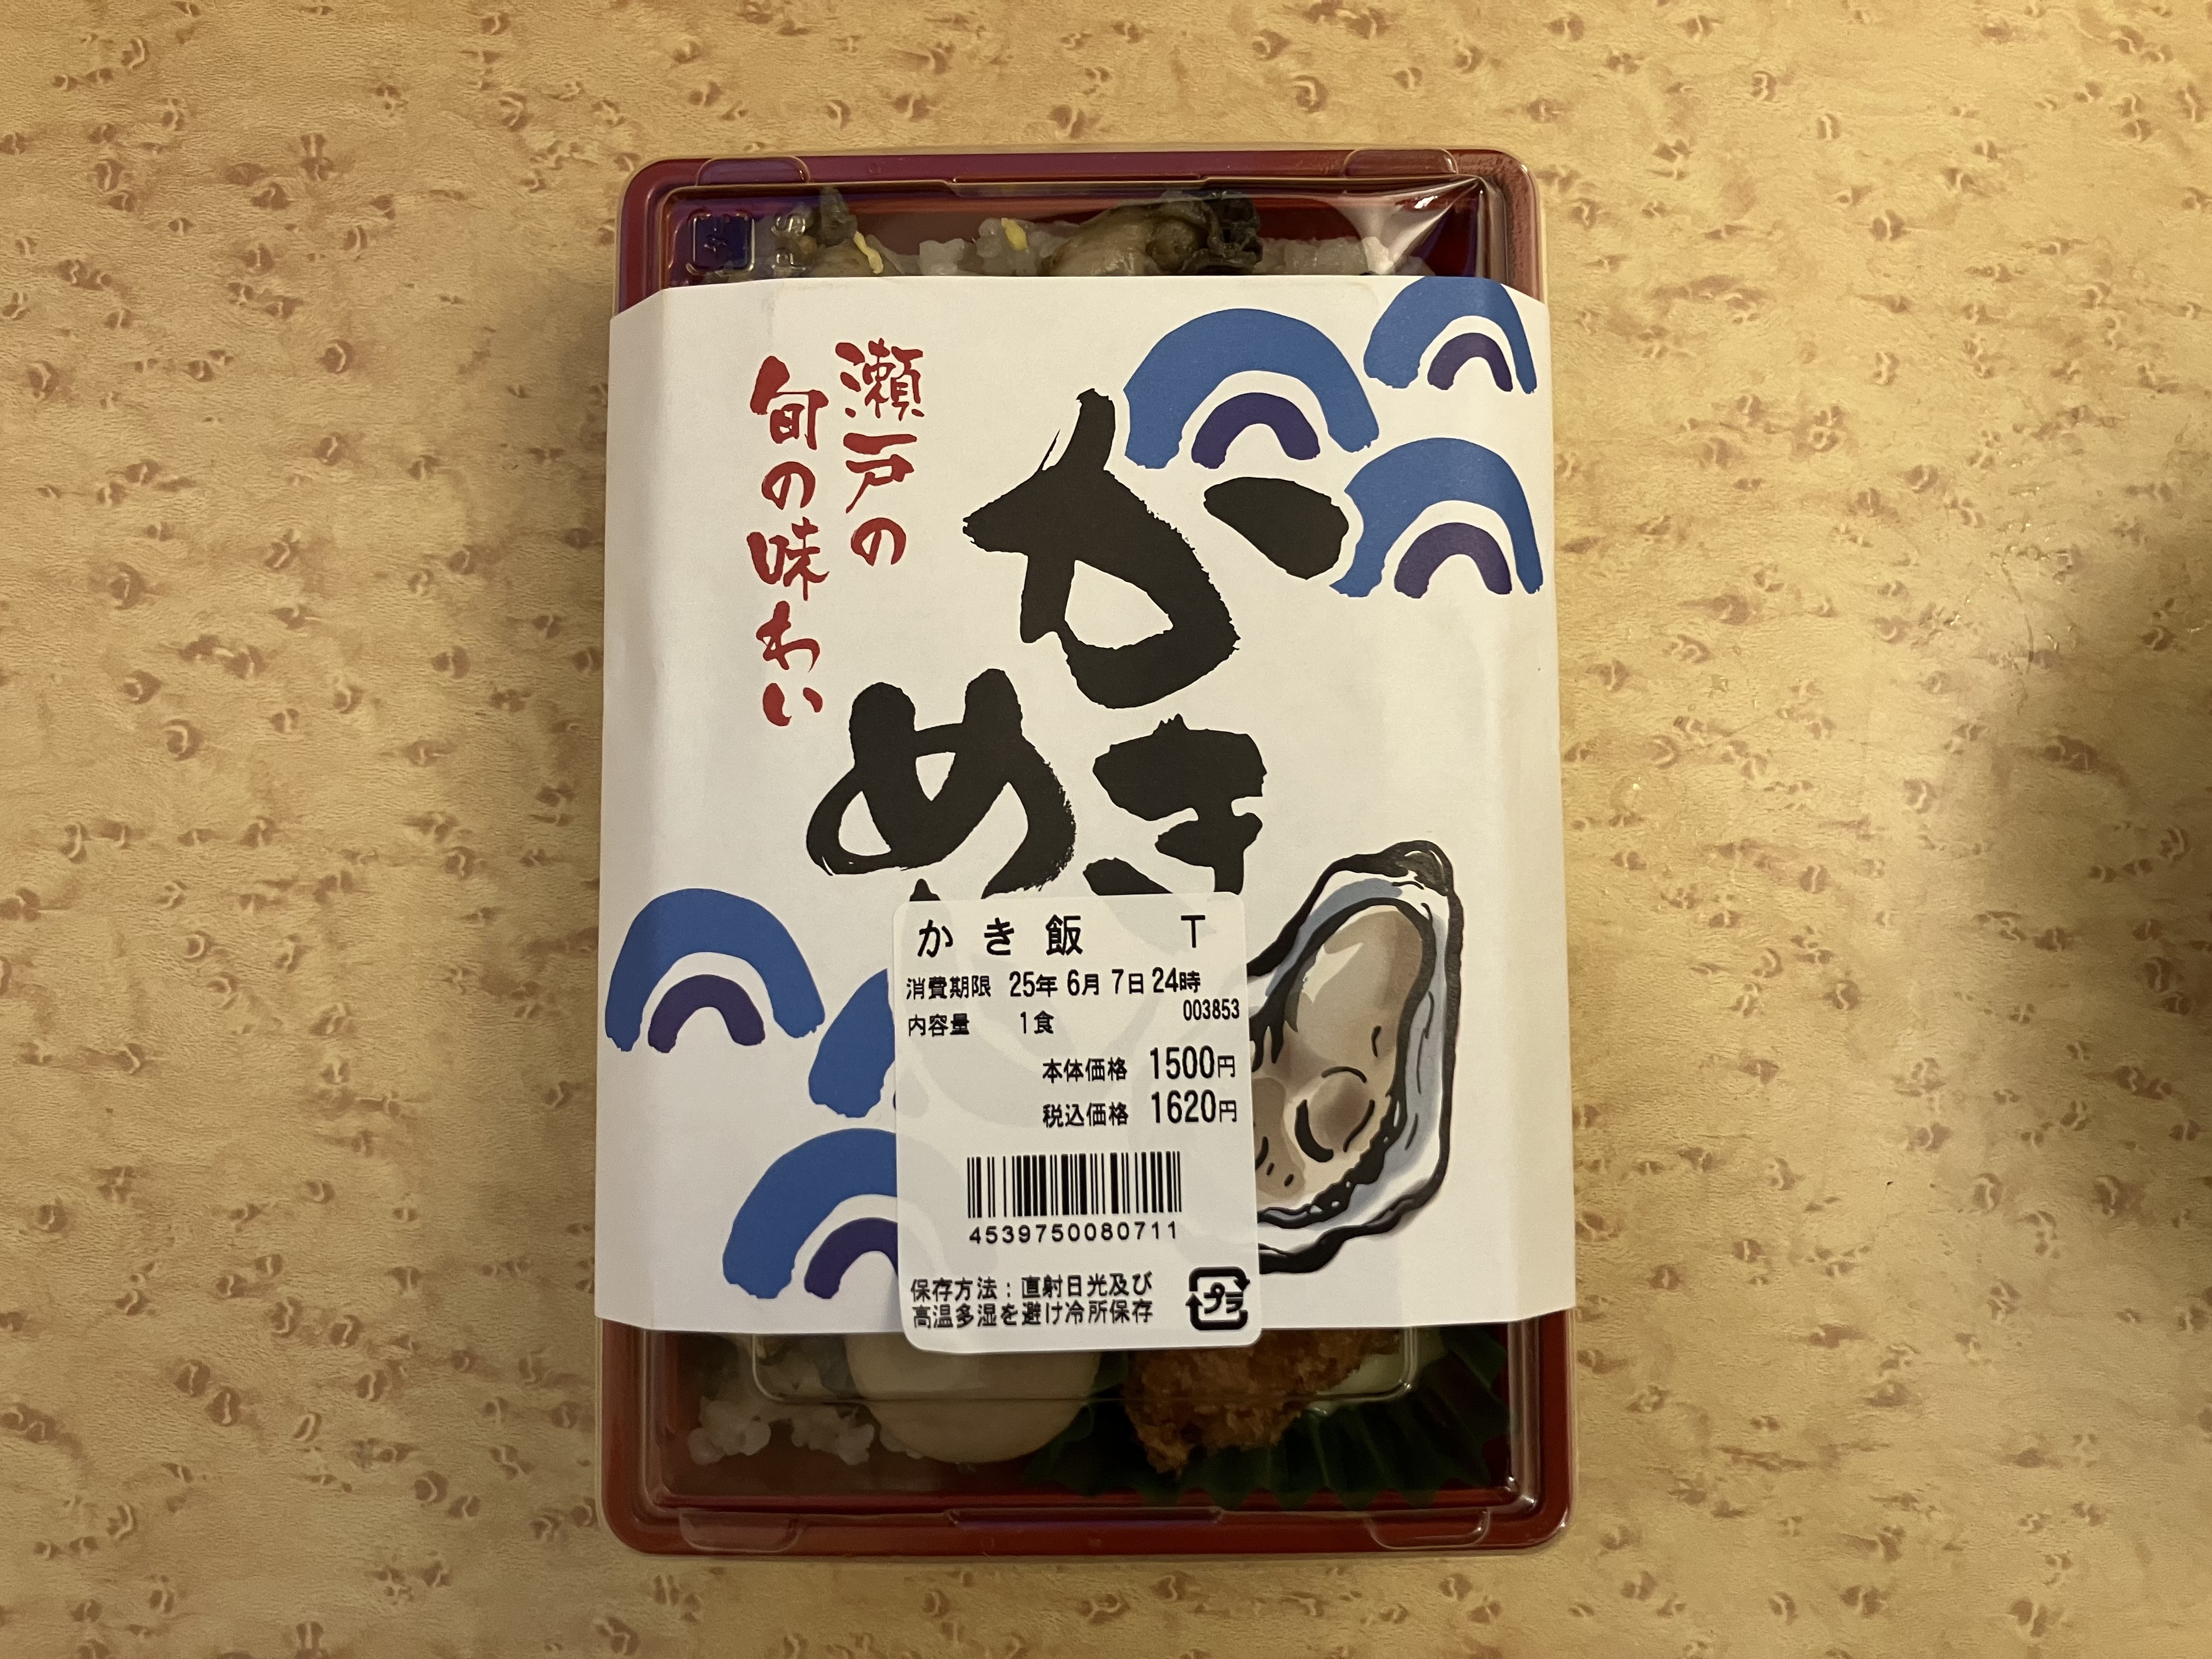 かき
め
瀬戸の
旬の味わい
かき飯 T
消費期限 25年 6月 7日 24時
003853
内容量 1食
本体価格 1500円
税込価格 1620円
4539750080711
保存方法：直射日光及び
高温多湿を避け冷所保存
プラ